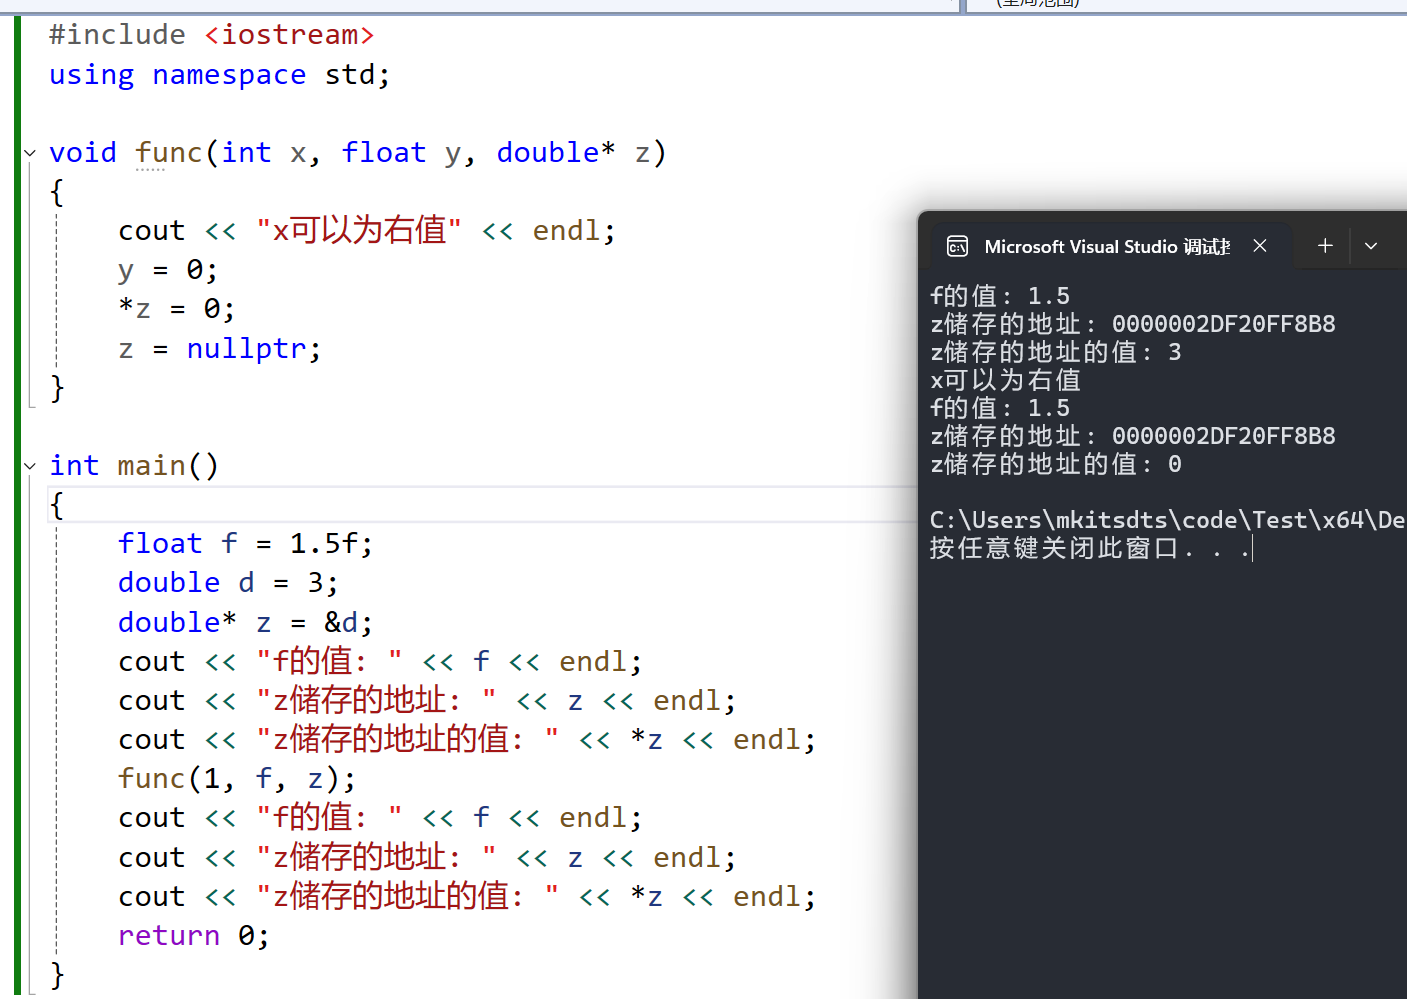 (全局范围)
#include <iostream>
using namespace std;
void func(int x, float y, double* z)
{
cout << "x可以为右值" << endl;
y = 0;
*z = 0;
z = nullptr;
}
int main()
{
float f = 1.5f;
double d = 3;
double* z = &d;
cout << "f的值: " << f << endl;
cout << "z储存的地址: " << z << endl;
cout << "z储存的地址的值: " << *z << endl;
func(1, f, z);
cout << "f的值: " << f << endl;
cout << "z储存的地址: " << z << endl;
cout << "z储存的地址的值: " << *z << endl;
return 0;
}
Microsoft Visual Studio 调试
f的值: 1.5
z储存的地址: 0000002DF20FF8B8
z储存的地址的值: 3
x可以为右值
f的值: 1.5
z储存的地址: 0000002DF20FF8B8
z储存的地址的值: 0
C:\Users\mkitsdts\code\Test\x64\De
按任意键关闭此窗口. . .